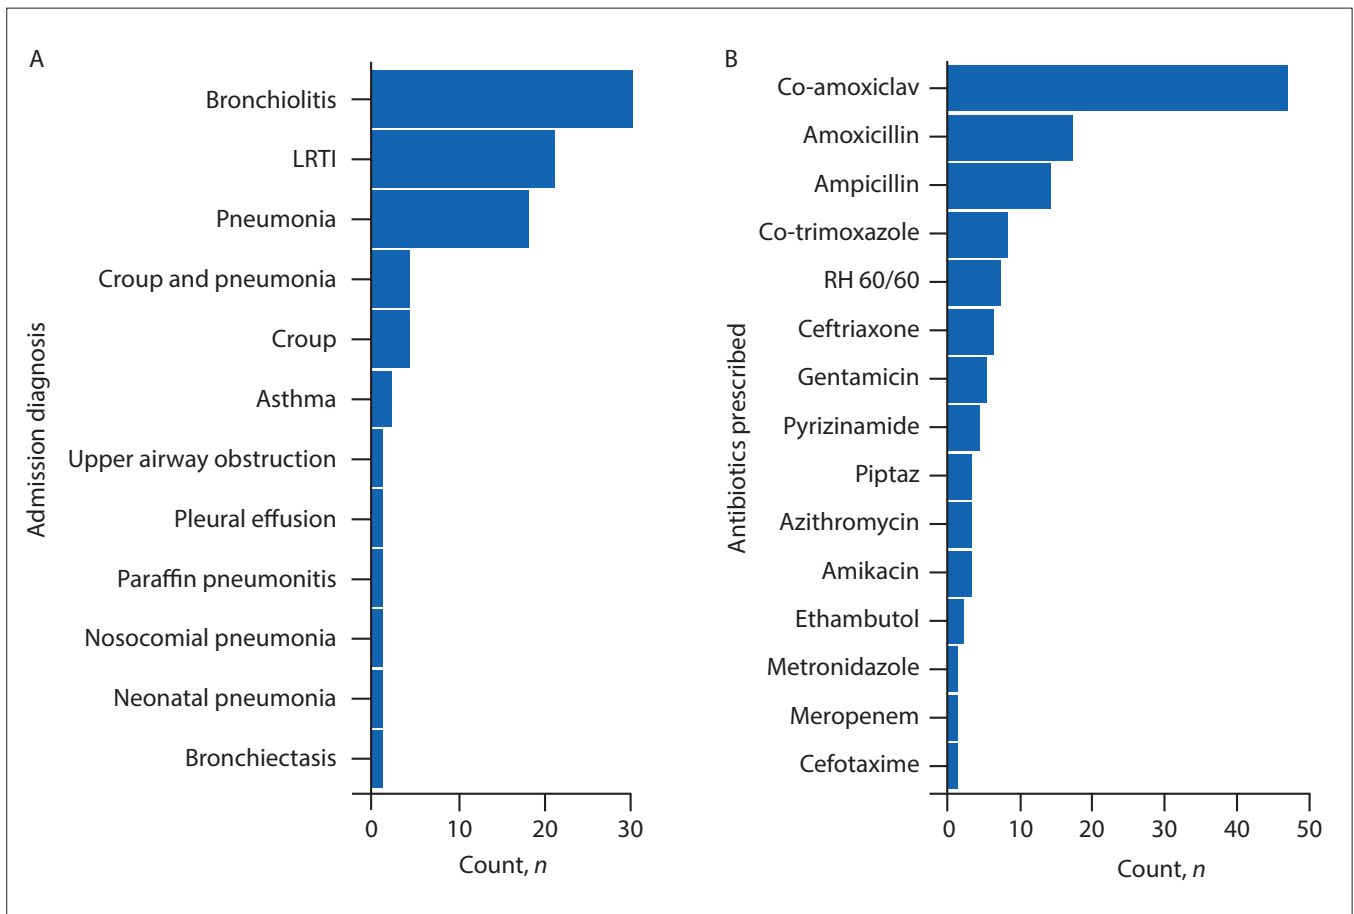 A
Admission diagnosis
Bronchiolitis
LRTI
Pneumonia
Croup and pneumonia
Croup
Asthma
Upper airway obstruction
Pleural effusion
Paraffin pneumonitis
Nosocomial pneumonia
Neonatal pneumonia
Bronchiectasis
0 10 20 30
Count, n
B
Antibiotics prescribed
Co-amoxiclav
Amoxicillin
Ampicillin
Co-trimoxazole
RH 60/60
Ceftriaxone
Gentamicin
Pyrizinamide
Piptaz
Azithromycin
Amikacin
Ethambutol
Metronidazole
Meropenem
Cefotaxime
0 10 20 30 40 50
Count, n